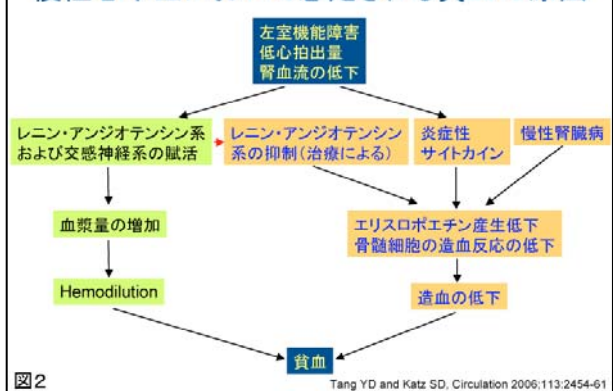 左室機能障害
低心拍出量
腎血流の低下
レニン・アンジオテンシン系
および交感神経系の賦活
レニン・アンジオテンシン
系の抑制(治療による)
炎症性
サイトカイン
慢性腎臓病
血漿量の増加
エリスロポエチン産生低下
骨髄細胞の造血反応の低下
Hemodilution
造血の低下
貧血
図2
Tang YD and Katz SD, Circulation 2006;113:2454-61